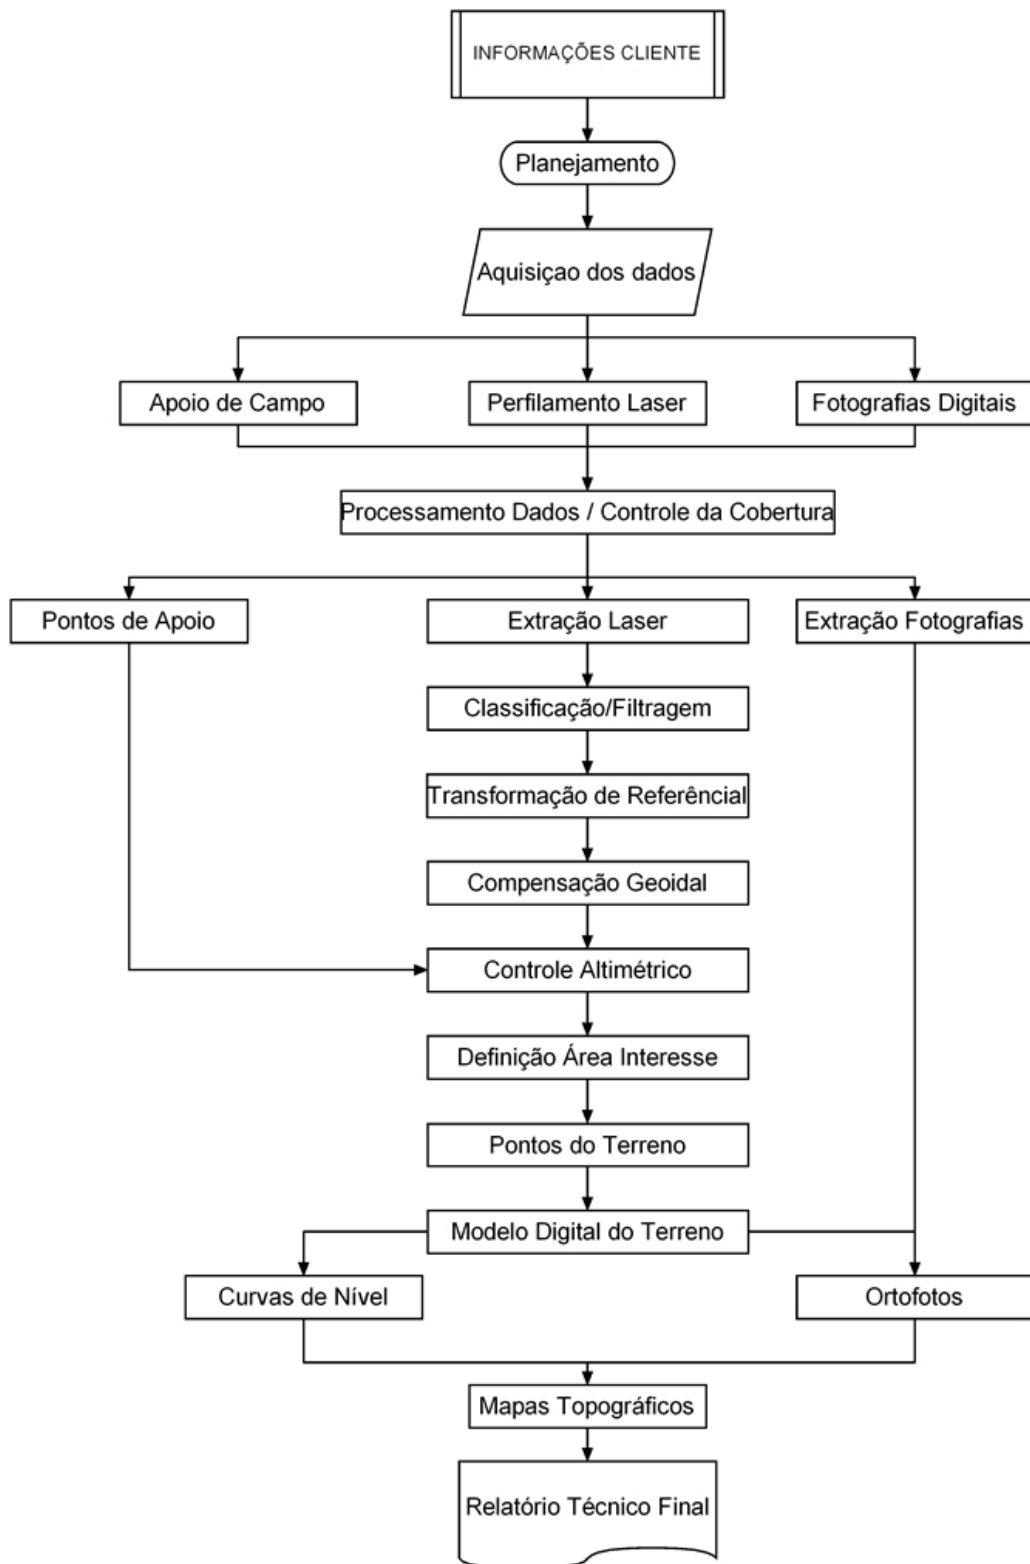 INFORMAÇÕES CLIENTE
Planejamento
Aquisiçao dos dados
Apoio de Campo
Perfilamento Laser
Fotografias Digitais
Processamento Dados / Controle da Cobertura
Pontos de Apoio
Extração Laser
Extração Fotografias
Classificação/Filtragem
Transformação de Referêncial
Compensação Geoidal
Controle Altimétrico
Definição Área Interesse
Pontos do Terreno
Modelo Digital do Terreno
Curvas de Nível
Ortofotos
Mapas Topográficos
Relatório Técnico Final